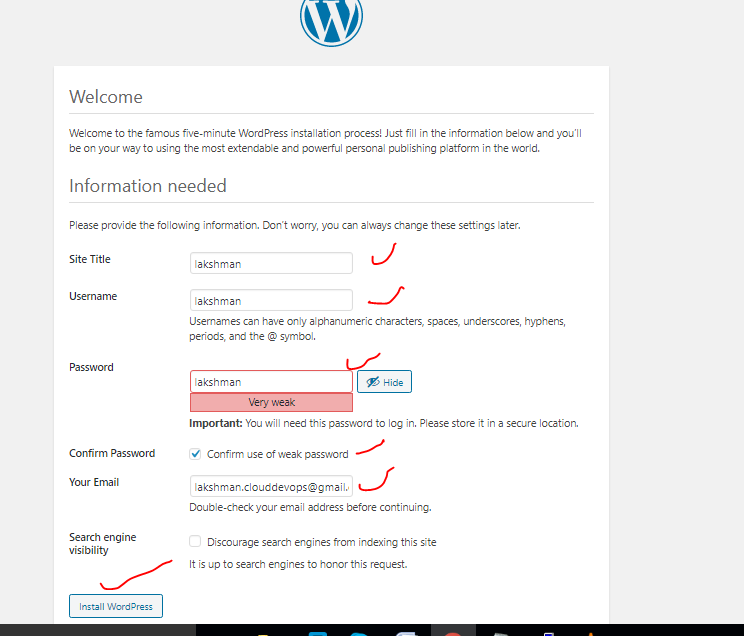 Welcome
Welcome to the famous five-minute WordPress installation process! Just fill in the information below and you'll
be on your way to using the most extendable and powerful personal publishing platform in the world.
Information needed
Please provide the following information. Don't worry, you can always change these settings later.
Site Title
lakshman
Username
lakshman
Usernames can have only alphanumeric characters, spaces, underscores, hyphens,
periods, and the @ symbol.
Password
lakshman
Hide
Very weak
Important: You will need this password to log in. Please store it in a secure location.
Confirm Password
Confirm use of weak password
Your Email
lakshman.clouddevops@gmail.
Double-check your email address before continuing.
Search engine
visibility
Discourage search engines from indexing this site
It is up to search engines to honor this request.
Install WordPress